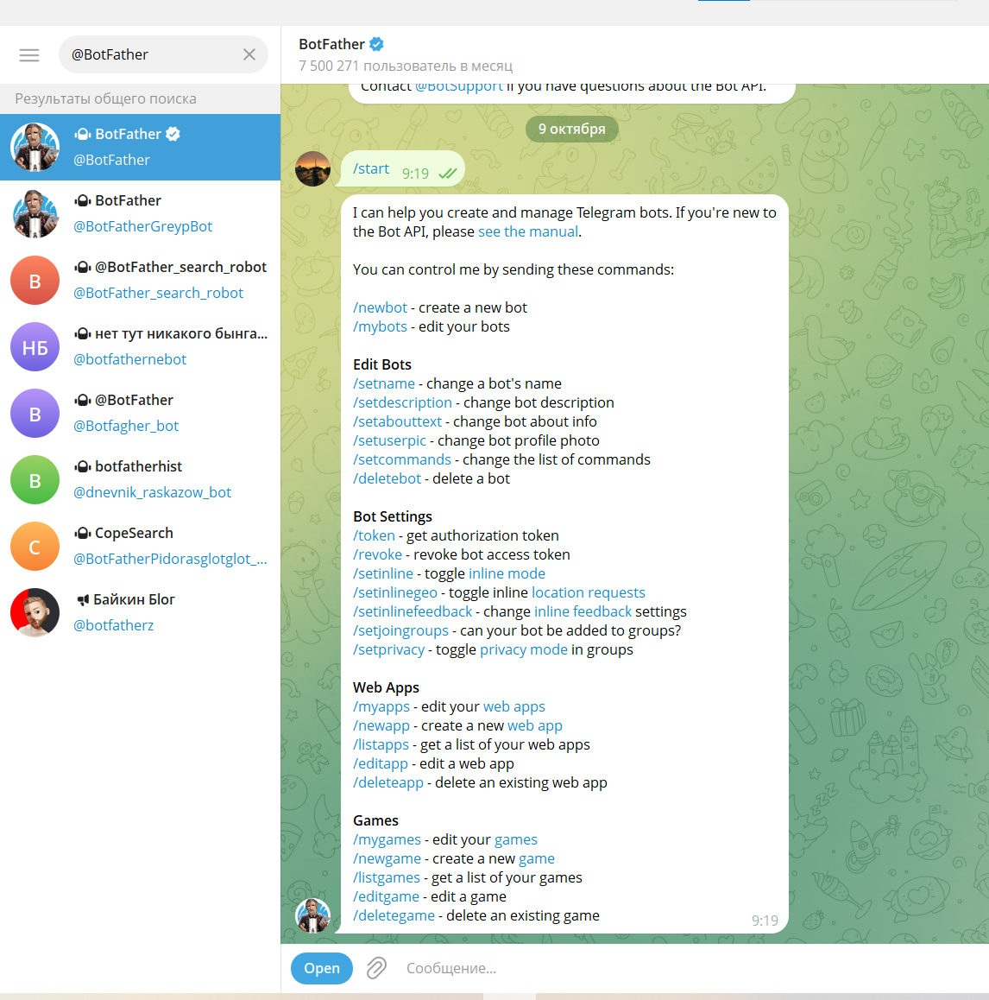 @BotFather
Результаты общего поиска
BotFather
@BotFather
BotFather
@BotFatherGreypBot
B
@BotFather_search_robot
@BotFather_search_robot
НБ
нет тут никакого бынга...
@botfathernebot
B
@BotFather
@Botfagher_bot
B
botfatherhist
@dnevnik_raskazow_bot
C
CopeSearch
@BotFatherPidorasglotglot_...
Байкин Блог
@botfatherz
BotFather
7 500 271 пользователь в месяц
Contact @BotSupport if you have questions about the Bot API.
9 октября
/start 9:19
I can help you create and manage Telegram bots. If you're new to
the Bot API, please see the manual.
You can control me by sending these commands:
/newbot - create a new bot
/mybots - edit your bots
Edit Bots
/setname - change a bot's name
/setdescription - change bot description
/setabouttext - change bot about info
/setuserpic - change bot profile photo
/setcommands - change the list of commands
/deletebot - delete a bot
Bot Settings
/token - get authorization token
/revoke - revoke bot access token
/setinline - toggle inline mode
/setinlinegeo - toggle inline location requests
/setinlinefeedback - change inline feedback settings
/setjoingroups - can your bot be added to groups?
/setprivacy - toggle privacy mode in groups
Web Apps
/myapps - edit your web apps
/newapp - create a new web app
/listapps - get a list of your web apps
/editapp - edit a web app
/deleteapp - delete an existing web app
Games
/mygames - edit your games
/newgame - create a new game
/listgames - get a list of your games
/editgame - edit a game
/deletegame - delete an existing game
9:19
Open
Сообщение...